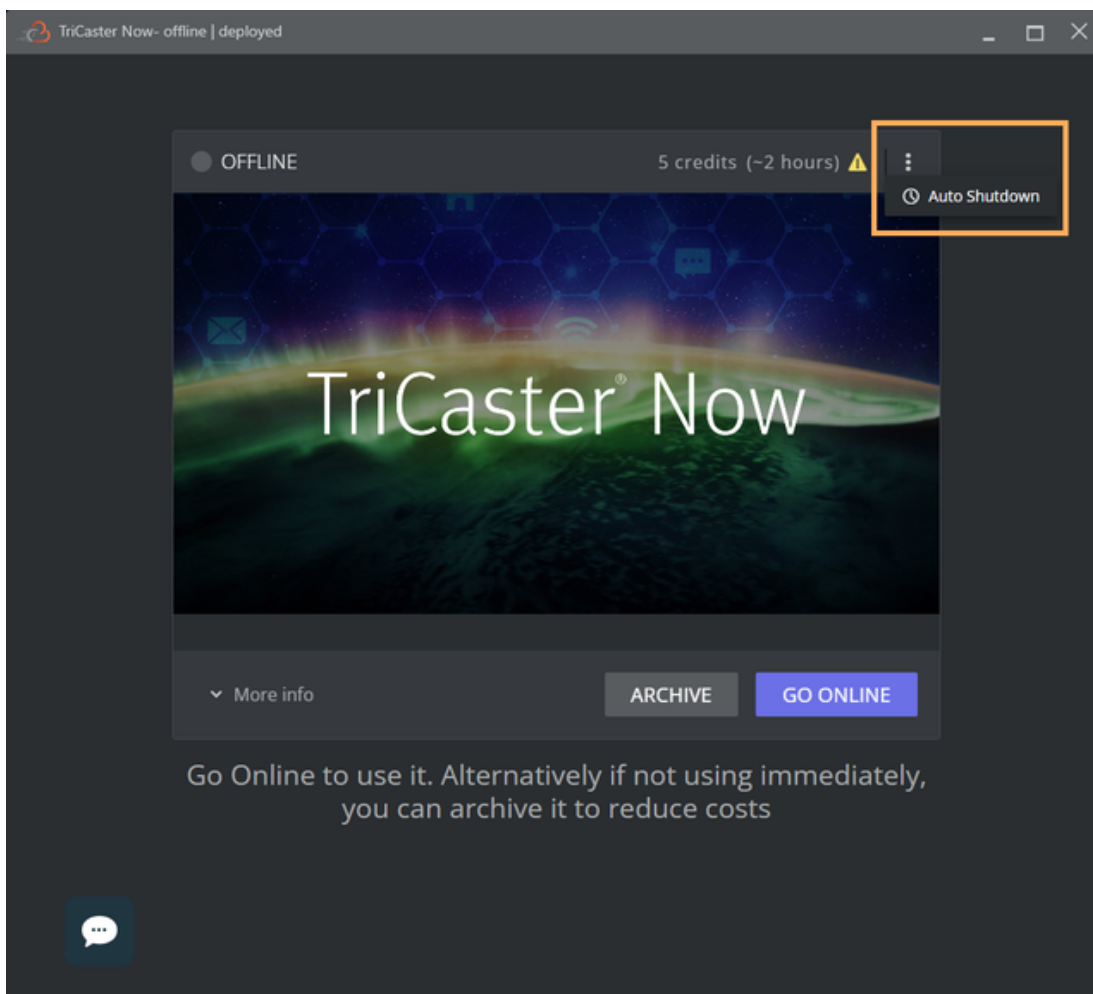 TriCaster Now- offline | deployed
OFFLINE
5 credits (~2 hours)
Auto Shutdown
TriCaster® Now
More info
ARCHIVE
GO ONLINE
Go Online to use it. Alternatively if not using immediately,
you can archive it to reduce costs